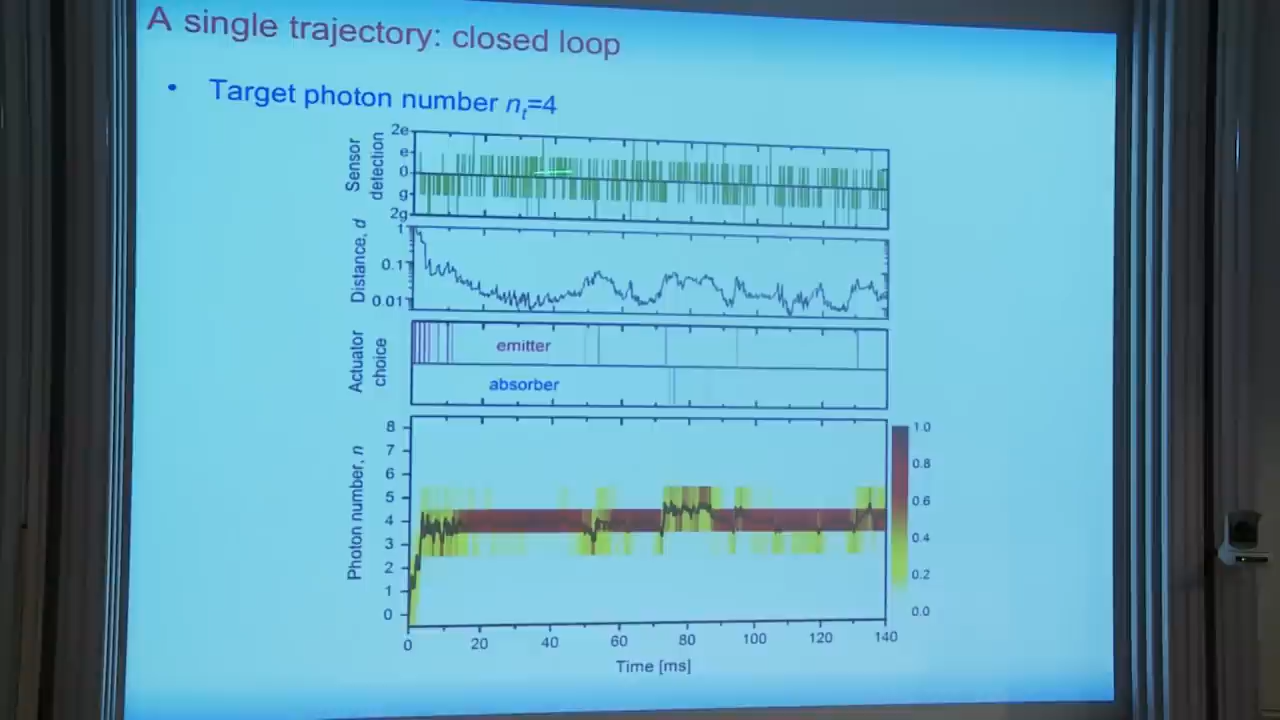 A single trajectory: closed loop
• Target photon number nt=4
Sensor detection
2e
e
0
g
2g
Distance, d
1
0.1
0.01
Actuator choice
emitter
absorber
Photon number, n
8
7
6
5
4
3
2
1
0
1.0
0.8
0.6
0.4
0.2
0.0
0 20 40 60 80 100 120 140
Time [ms]